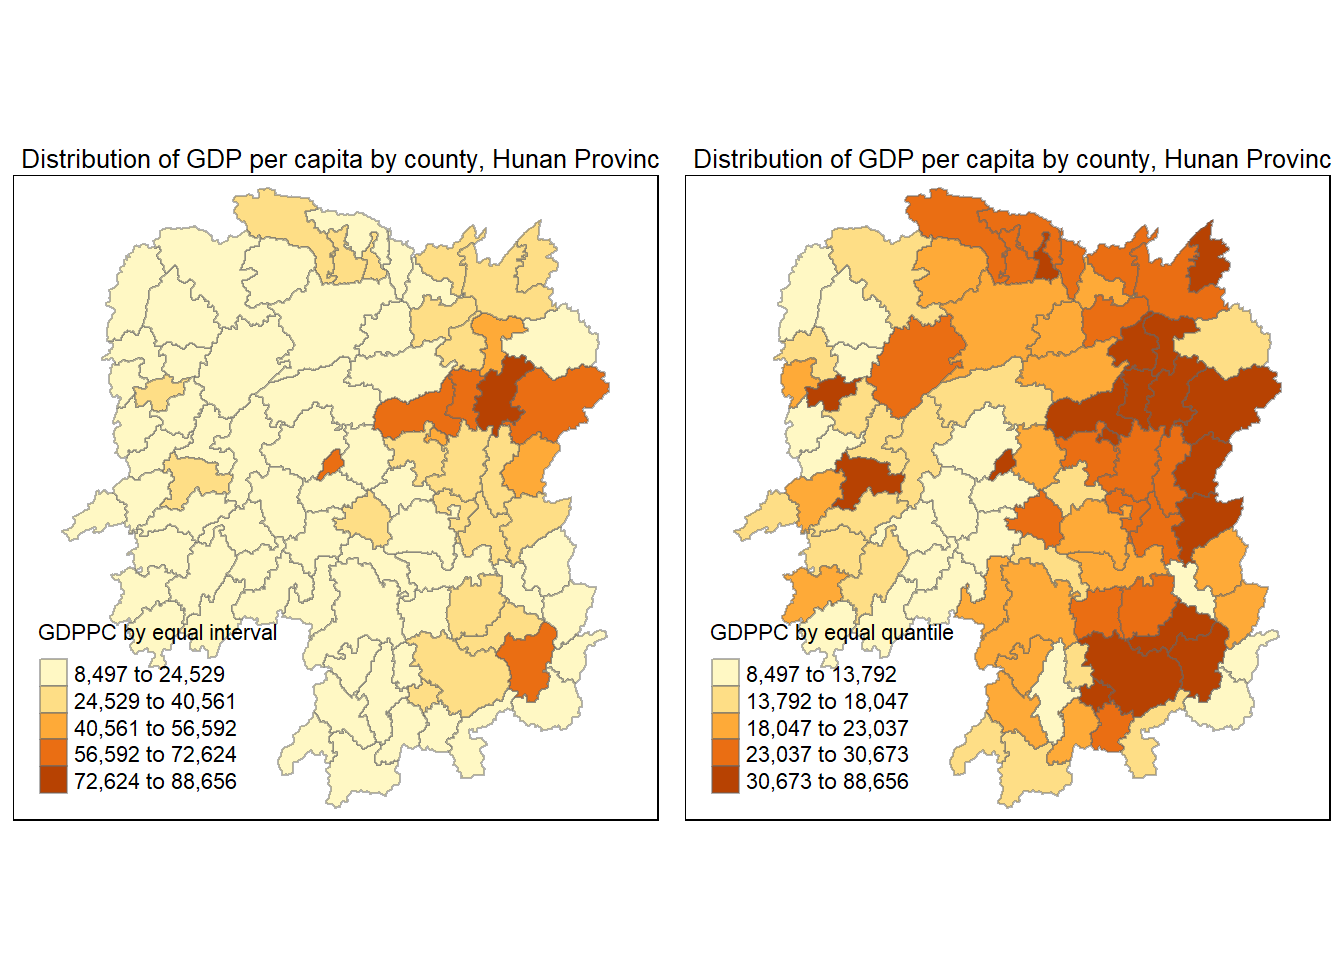 Distribution of GDP per capita by county, Hunan Provinc
GDPPC by equal interval
8,497 to 24,529
24,529 to 40,561
40,561 to 56,592
56,592 to 72,624
72,624 to 88,656
Distribution of GDP per capita by county, Hunan Provinc
GDPPC by equal quantile
8,497 to 13,792
13,792 to 18,047
18,047 to 23,037
23,037 to 30,673
30,673 to 88,656